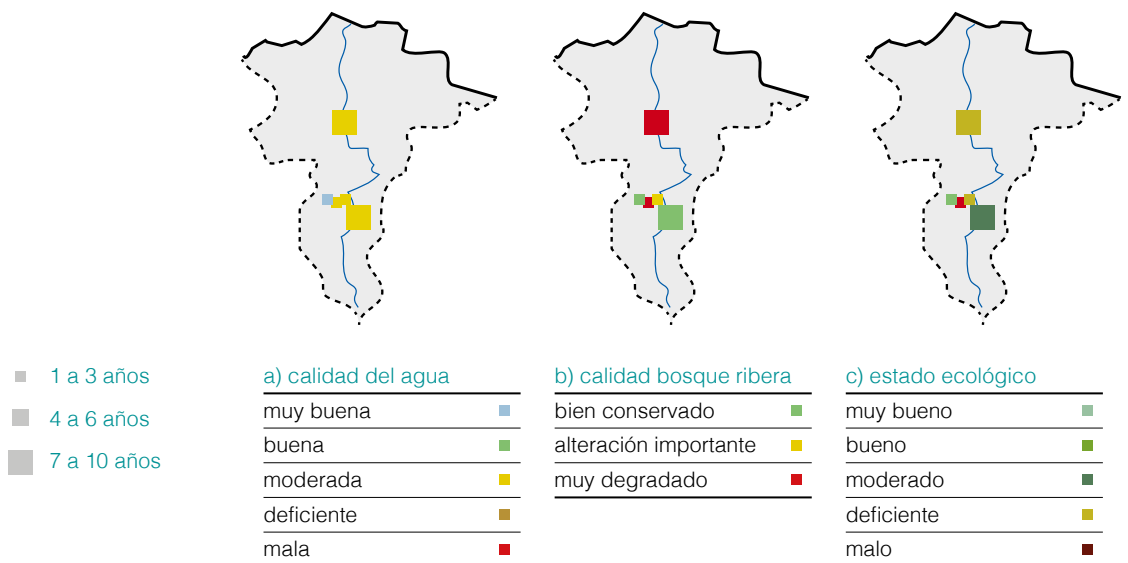 1 a 3 años
4 a 6 años
7 a 10 años
a) calidad del agua
muy buena
buena
moderada
deficiente
mala
b) calidad bosque ribera
bien conservado
alteración importante
muy degradado
c) estado ecológico
muy bueno
bueno
moderado
deficiente
malo